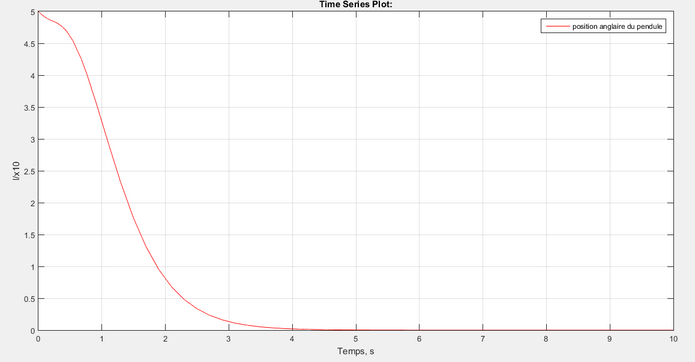 Time Series Plot:
position anglaire du pendule
5
4.5
4
3.5
3
2.5
2
1.5
1
0.5
0
l/x10
0 1 2 3 4 5 6 7 8 9 10
Temps, s